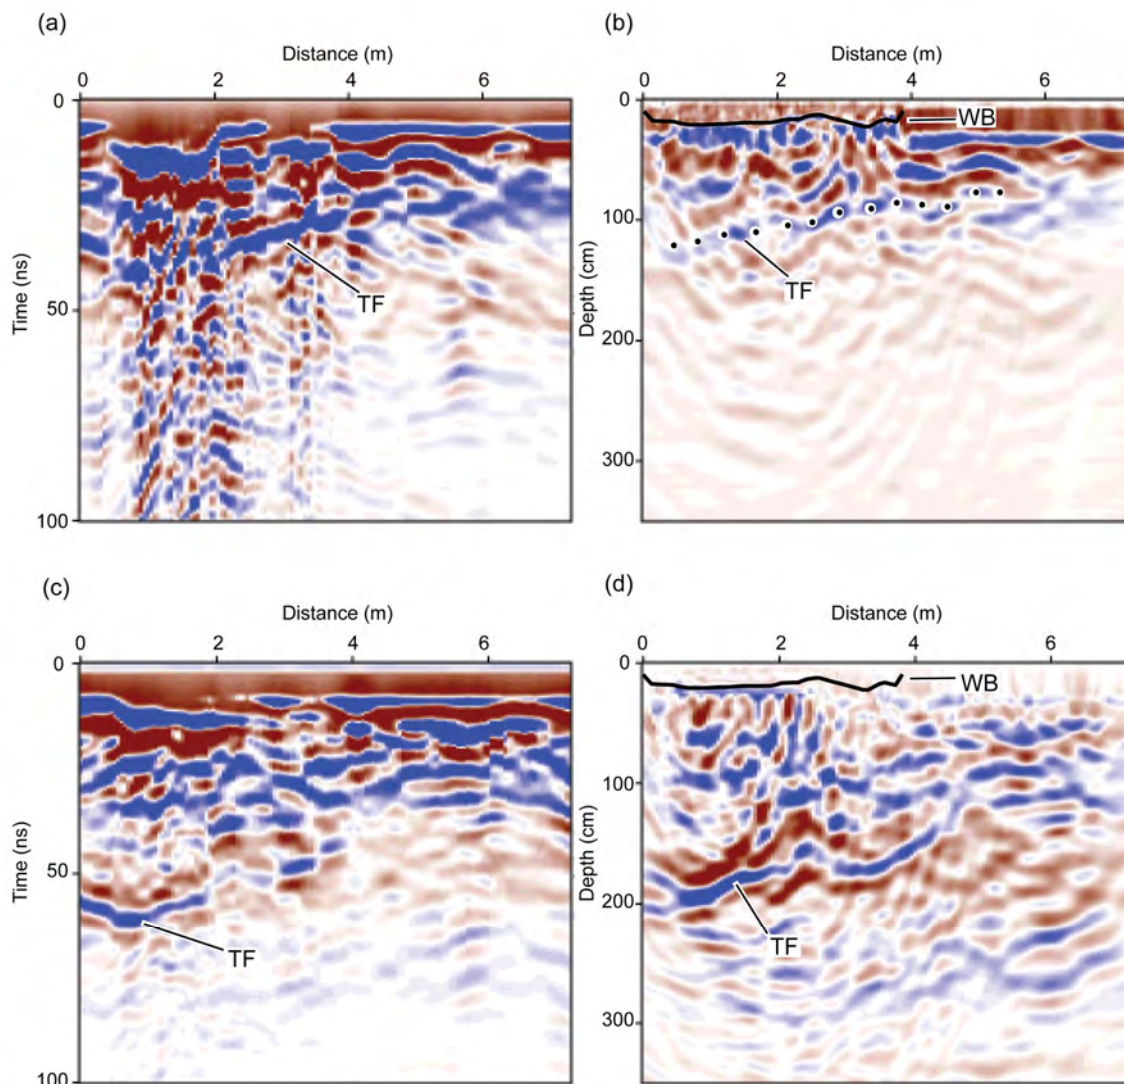 (a)
Distance (m)
0 2 4 6
0
50
100
Time (ns)
TF
(b)
Distance (m)
0 2 4 6
0
100
200
300
Depth (cm)
WB
TF
(c)
Distance (m)
0 2 4 6
0
50
100
Time (ns)
TF
(d)
Distance (m)
0 2 4 6
0
100
200
300
Depth (cm)
WB
TF